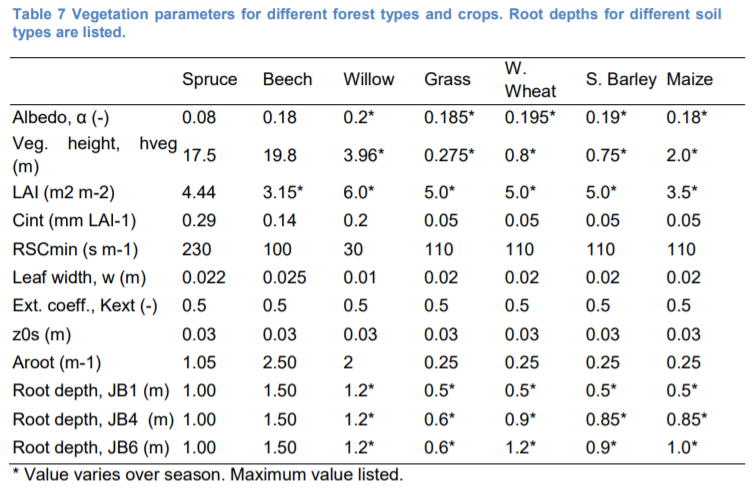 Table 7 Vegetation parameters for different forest types and crops. Root depths for different soil
types are listed.
Spruce Beech Willow Grass W. Wheat S. Barley Maize
Albedo, α (-) 0.08 0.18 0.2* 0.185* 0.195* 0.19* 0.18*
Veg. height, hveg (m) 17.5 19.8 3.96* 0.275* 0.8* 0.75* 2.0*
LAI (m2 m-2) 4.44 3.15* 6.0* 5.0* 5.0* 5.0* 3.5*
Cint (mm LAI-1) 0.29 0.14 0.2 0.05 0.05 0.05 0.05
RSCmin (s m-1) 230 100 30 110 110 110 110
Leaf width, w (m) 0.022 0.025 0.01 0.02 0.02 0.02 0.02
Ext. coeff., Kext (-) 0.5 0.5 0.5 0.5 0.5 0.5 0.5
z0s (m) 0.03 0.03 0.03 0.03 0.03 0.03 0.03
Aroot (m-1) 1.05 2.50 2 0.25 0.25 0.25 0.25
Root depth, JB1 (m) 1.00 1.50 1.2* 0.5* 0.5* 0.5* 0.5*
Root depth, JB4 (m) 1.00 1.50 1.2* 0.6* 0.9* 0.85* 0.85*
Root depth, JB6 (m) 1.00 1.50 1.2* 0.6* 1.2* 0.9* 1.0*
* Value varies over season. Maximum value listed.